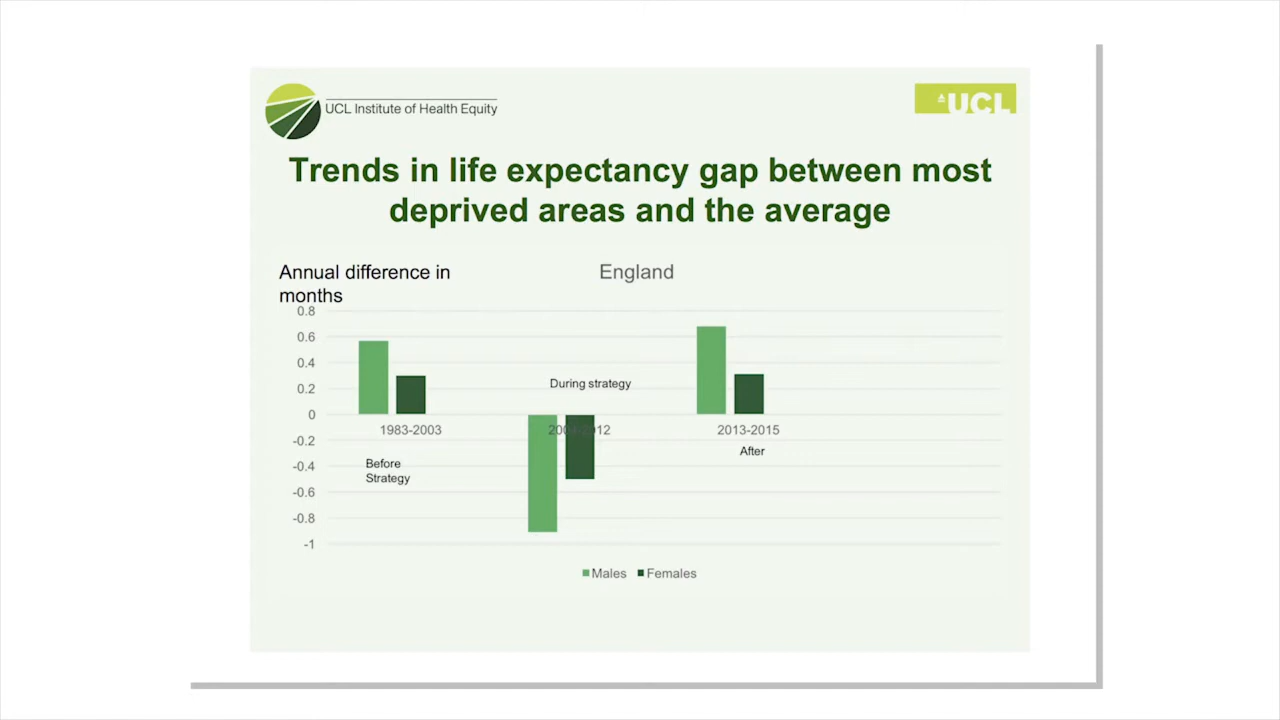 UCL Institute of Health Equity
UCL
Trends in life expectancy gap between most
deprived areas and the average
Annual difference in
months
England
0.8
0.6
0.4
0.2
0
-0.2
-0.4
-0.6
-0.8
-1
During strategy
1983-2003
2013-2015
Before
Strategy
After
Males
Females